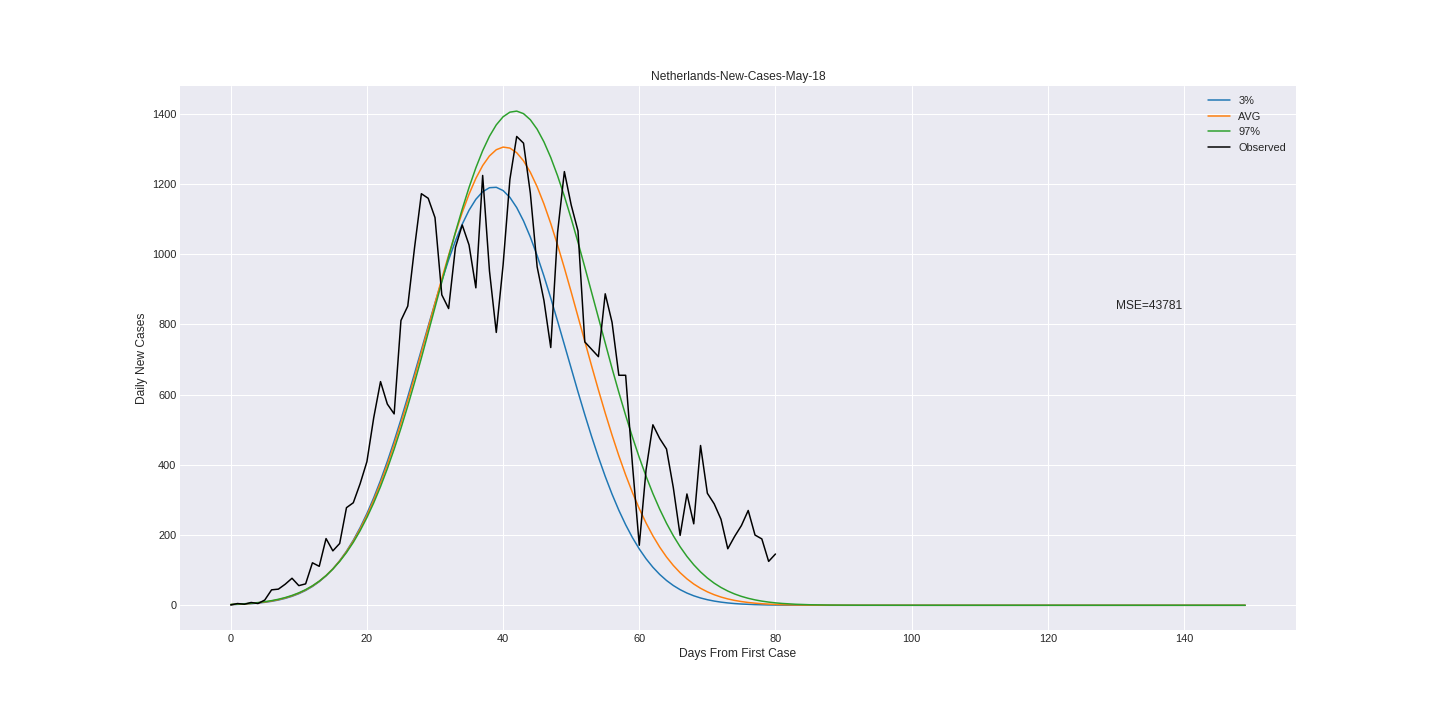 Netherlands-New-Cases-May-18
3%
AVG
97%
Observed
MSE=43781
Daily New Cases
1400
1200
1000
800
600
400
200
0
0 20 40 60 80 100 120 140
Days From First Case